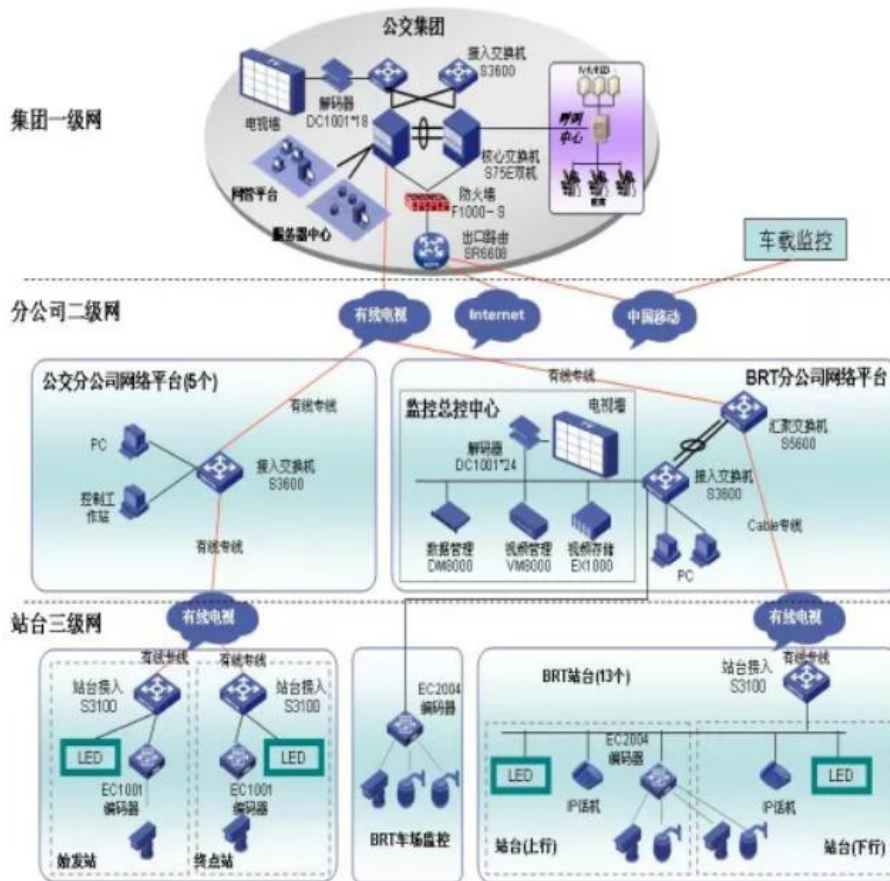 公交集团
接入交换机
S3600
解码器
DC1001*18
电视墙
集团一级网
呼叫
中心
核心交换机
S75E双机
网管平台
防火墙
F1000-S
服务器中心
出口路由
SR6608
车载监控
分公司二级网
有线电视
Internet
中国移动
公交分公司网络平台(5个)
有线专线
BRT分公司网络平台
有线专线
监控总控中心
电视墙
解码器
DC1001*24
汇聚交换机
S5600
PC
接入交换机
S3600
接入交换机
S3600
控制工
作站
有线专线
Cable专线
数据管理
DM8000
视频管理
VM8000
视频存储
EX1000
PC
站台三级网
有线电视
有线电视
有线专线
有线专线
有线专线
站台接入
S3100
站台接入
S3100
EC2004
编码器
BRT站台(13个)
站台接入
S3100
LED
LED
EC2004
编码器
LED
LED
EC1001
编码器
EC1001
编码器
IP话机
IP话机
始发站
终点站
BRT车场监控
站台(上行)
站台(下行)